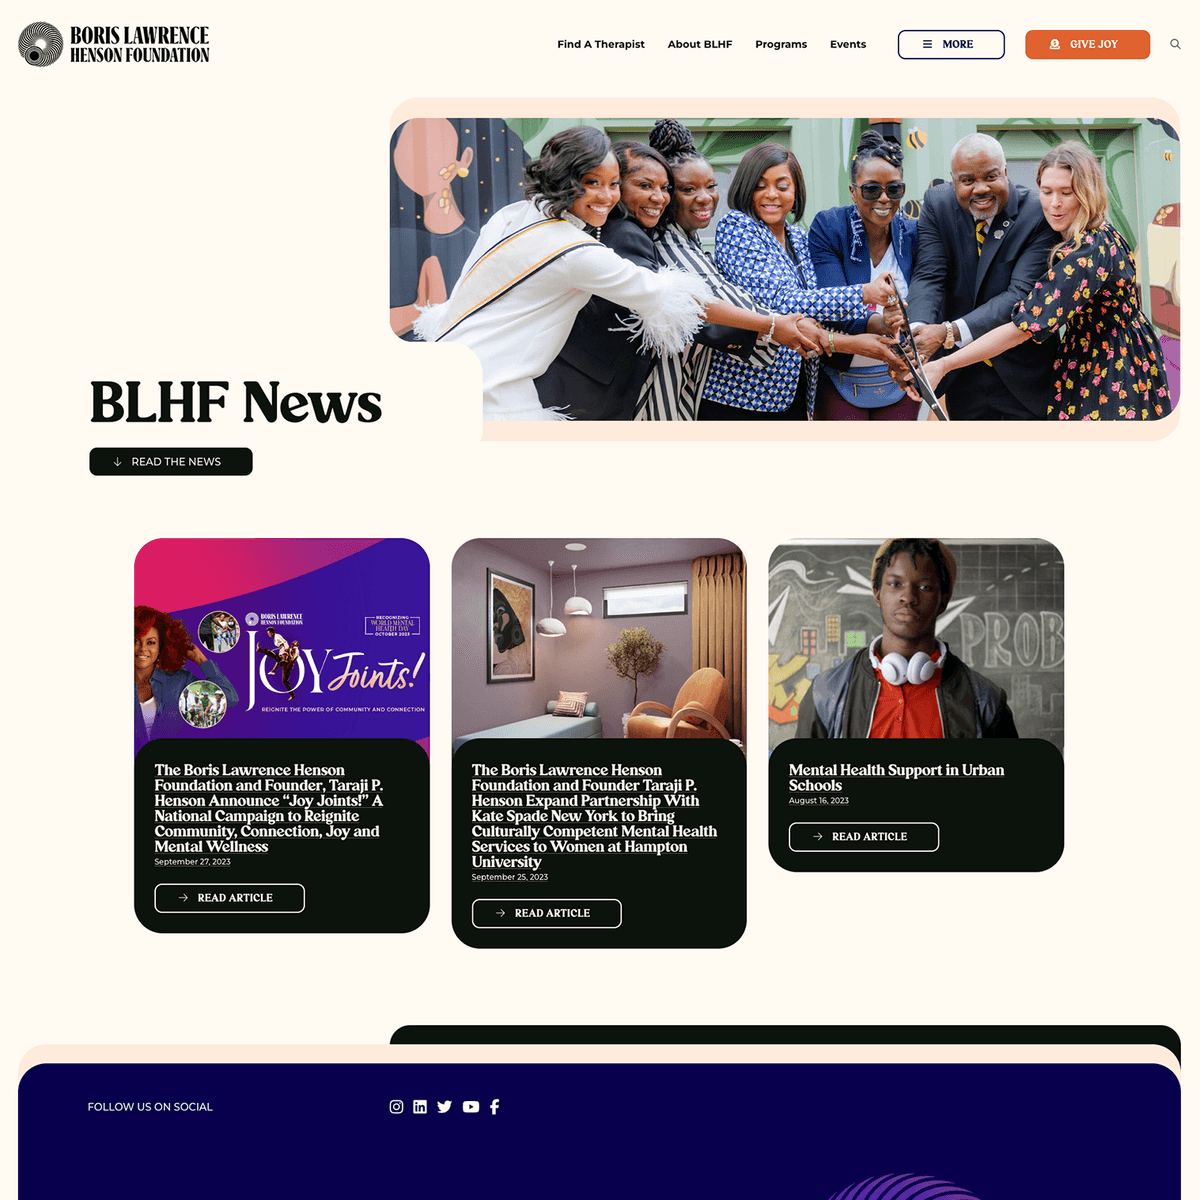 BORIS LAWRENCE
HENSON FOUNDATION
Find A Therapist
About BLHF
Programs
Events
MORE
GIVE JOY
BLHF News
READ THE NEWS
BORIS LAWRENCE
HENSON FOUNDATION
RECOGNIZING
WORLD MENTAL
HEALTH DAY
OCTOBER 2023
JOY Joints!
REIGNITE THE POWER OF COMMUNITY AND CONNECTION
PROB
The Boris Lawrence Henson
Foundation and Founder, Taraji P.
Henson Announce “Joy Joints!” A
National Campaign to Reignite
Community, Connection, Joy and
Mental Wellness
September 27, 2023
READ ARTICLE
The Boris Lawrence Henson
Foundation and Founder Taraji P.
Henson Expand Partnership With
Kate Spade New York to Bring
Culturally Competent Mental Health
Services to Women at Hampton
University
September 25, 2023
READ ARTICLE
Mental Health Support in Urban
Schools
August 16, 2023
READ ARTICLE
FOLLOW US ON SOCIAL